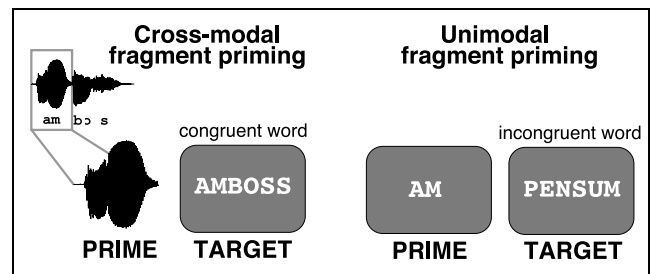 Cross-modal
fragment priming
am bɔ s
congruent word
AMBOSS
PRIME
TARGET
Unimodal
fragment priming
incongruent word
AM
PENSUM
PRIME
TARGET